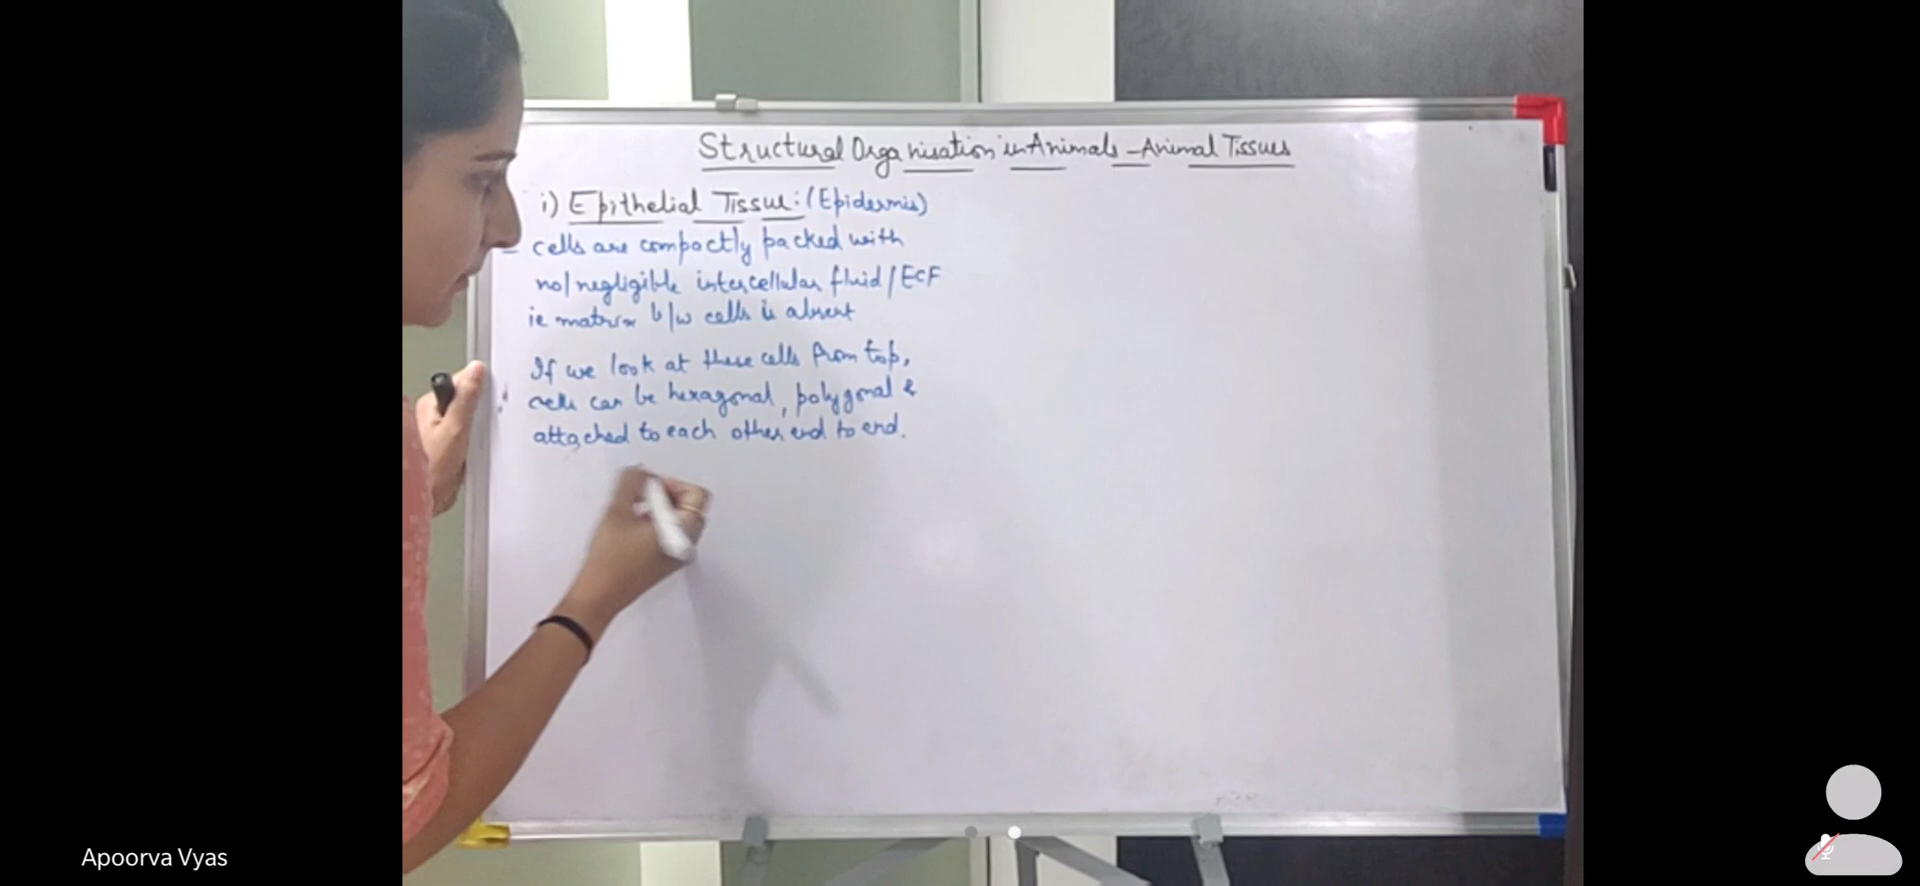 Structural Organisation in Animals - Animal Tissues
i) Epithelial Tissue: (Epidermis)
- cells are compactly packed with
no/negligible intercellular fluid/ECF
ie matrix b/w cells is absent
If we look at these cells from top,
cells can be hexagonal, polygonal &
attached to each other end to end.
Apoorva Vyas